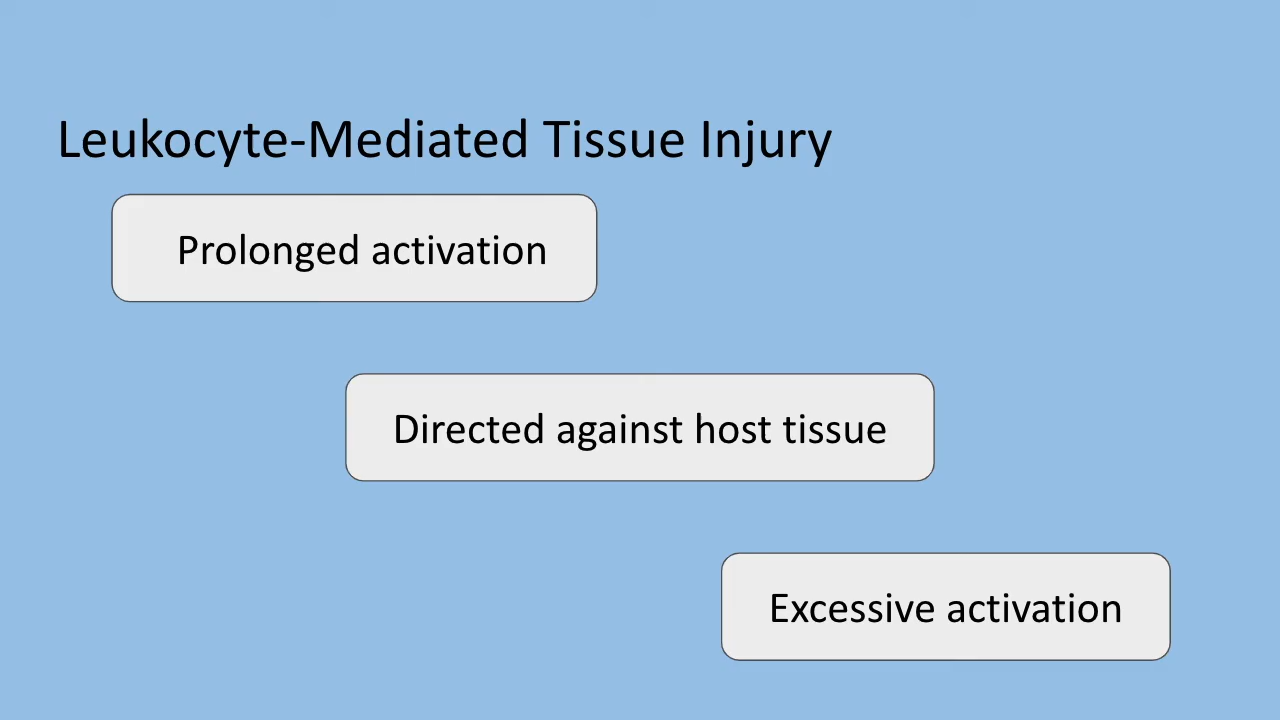 Leukocyte-Mediated Tissue Injury
Prolonged activation
Directed against host tissue
Excessive activation